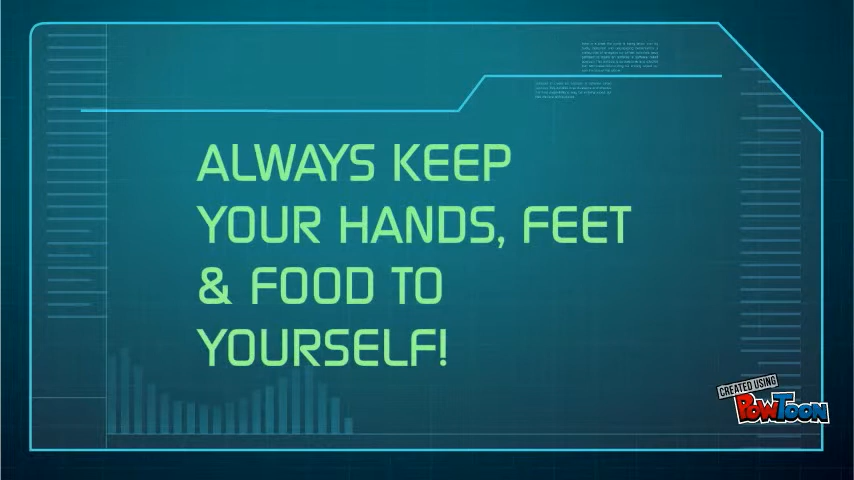 ALWAYS KEEP
YOUR HANDS, FEET
& FOOD TO
YOURSELF!
CREATED USING
POWTOON